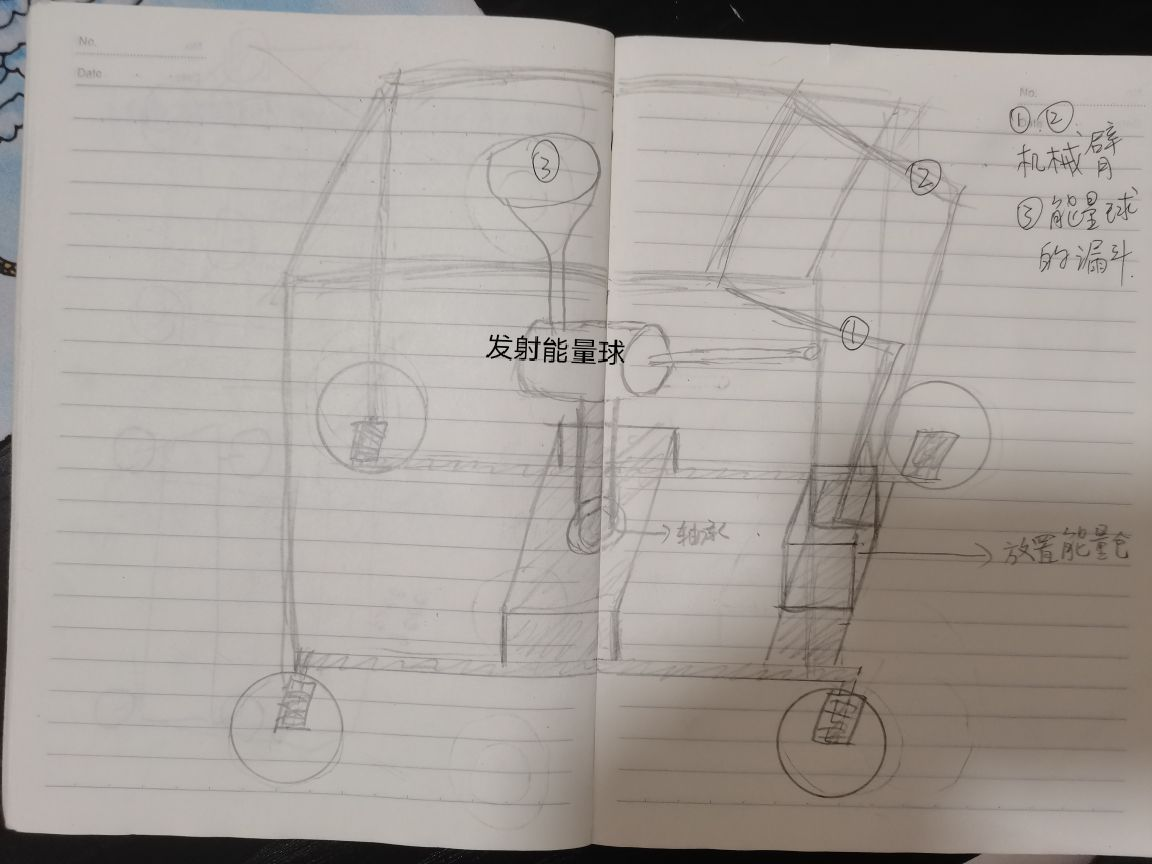 No.
Date
No.
① ②
机械臂
③ 能量球
的漏斗
③
②
①
发射能量球
轴承
放置能量仓